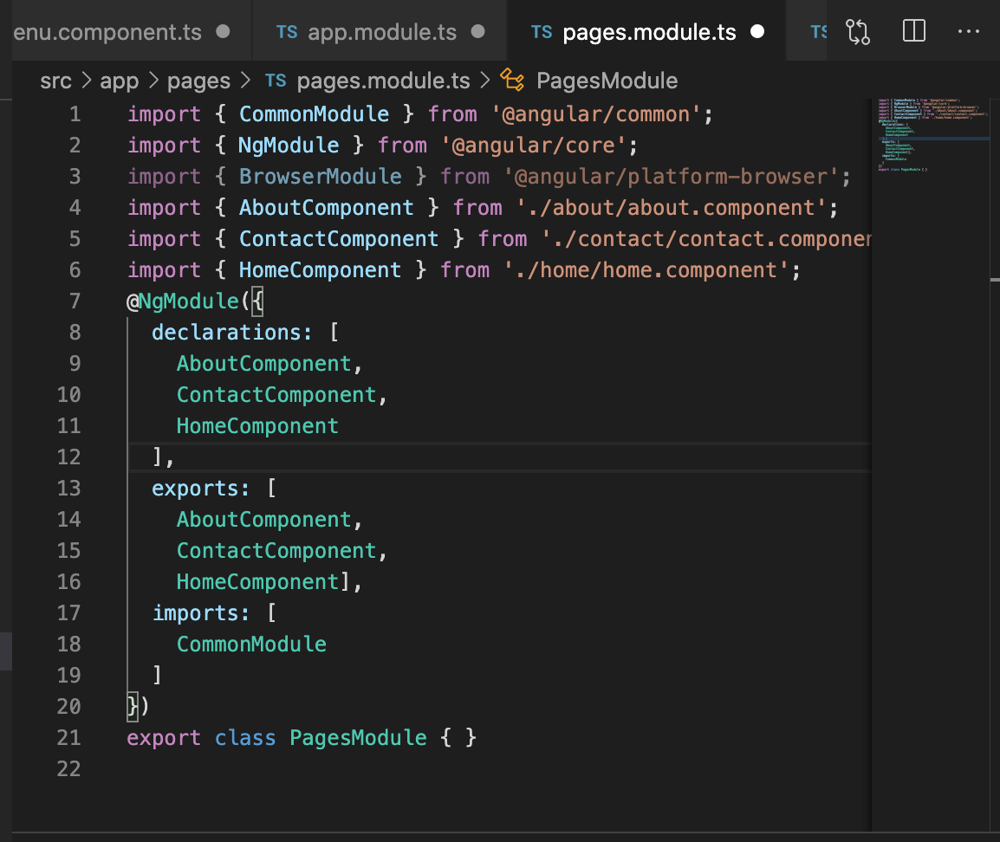 enu.component.ts TS app.module.ts TS pages.module.ts TS
src > app > pages > TS pages.module.ts > PagesModule
1 import { CommonModule } from '@angular/common';
2 import { NgModule } from '@angular/core';
3 import { BrowserModule } from '@angular/platform-browser';
4 import { AboutComponent } from './about/about.component';
5 import { ContactComponent } from './contact/contact.componen
6 import { HomeComponent } from './home/home.component';
7 @NgModule({
8 declarations: [
9 AboutComponent,
10 ContactComponent,
11 HomeComponent
12 ],
13 exports: [
14 AboutComponent,
15 ContactComponent,
16 HomeComponent],
17 imports: [
18 CommonModule
19 ]
20 })
21 export class PagesModule { }
22